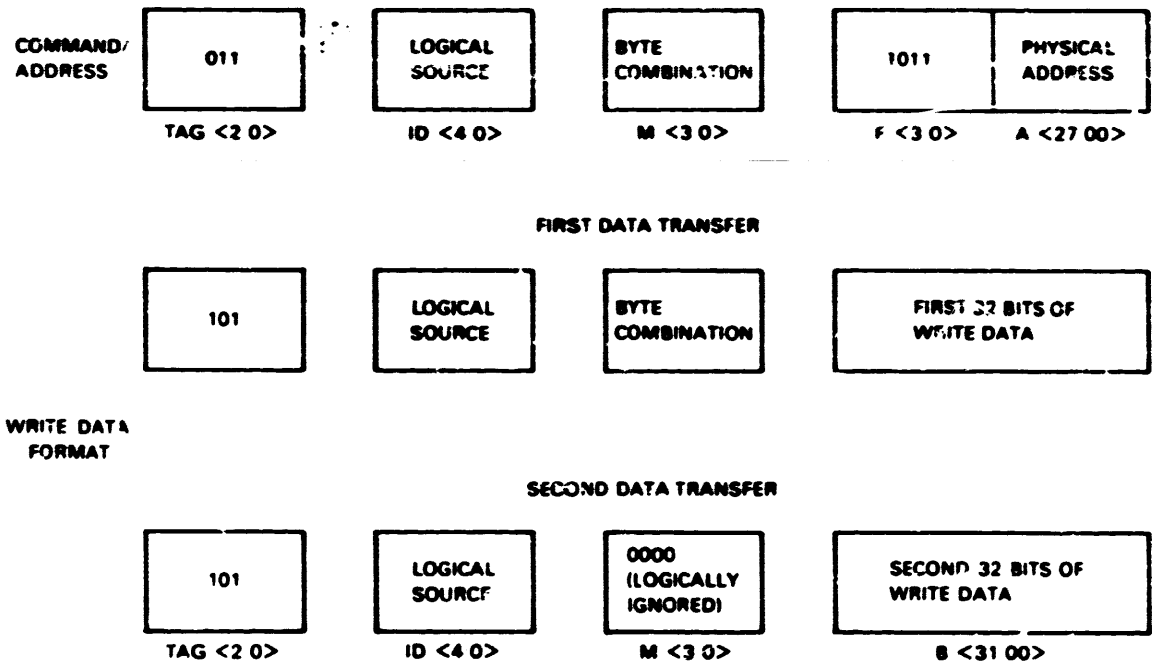 COMMAND/
ADDRESS
011
LOGICAL
SOURCE
BYTE
COMBINATION
1011
PHYSICAL
ADDRESS
TAG <2 0>
ID <4 0>
M <3 0>
F <3 0>
A <27 00>
FIRST DATA TRANSFER
101
LOGICAL
SOURCE
BYTE
COMBINATION
FIRST 32 BITS OF
WRITE DATA
WRITE DATA
FORMAT
SECOND DATA TRANSFER
101
LOGICAL
SOURCE
0000
(LOGICALLY
IGNORED)
SECOND 32 BITS OF
WRITE DATA
TAG <2 0>
ID <4 0>
M <3 0>
B <31 00>